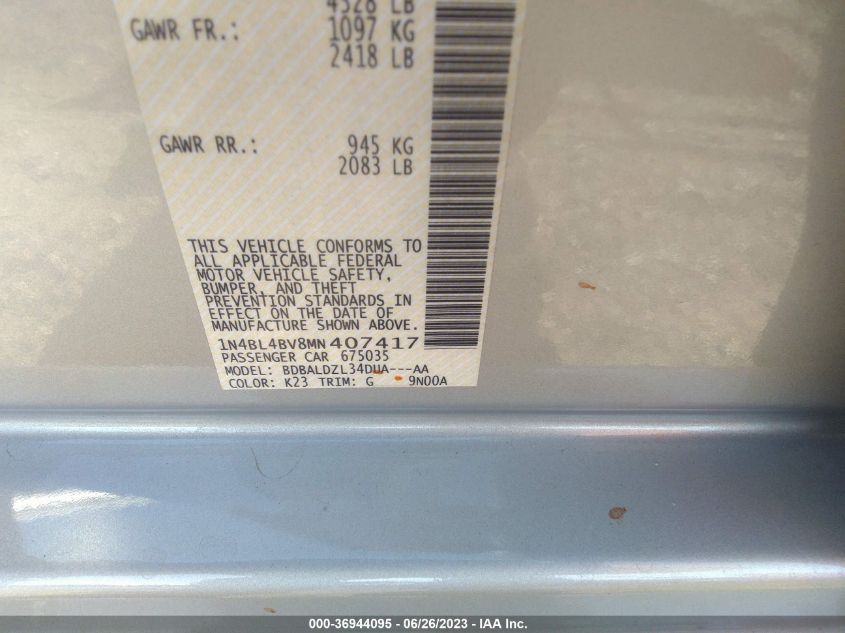 4528 LB
GAWR FR.: 1097 KG
2418 LB
GAWR RR.: 945 KG
2083 LB
THIS VEHICLE CONFORMS TO
ALL APPLICABLE FEDERAL
MOTOR VEHICLE SAFETY,
BUMPER, AND THEFT
PREVENTION STANDARDS IN
EFFECT ON THE DATE OF
MANUFACTURE SHOWN ABOVE.
1N4BL4BV8MN407417
PASSENGER CAR 675035
MODEL: BDBALDZL34DUA---AA
COLOR: K23 TRIM: G 9N00A
000-36944095 - 06/26/2023 - IAA Inc.